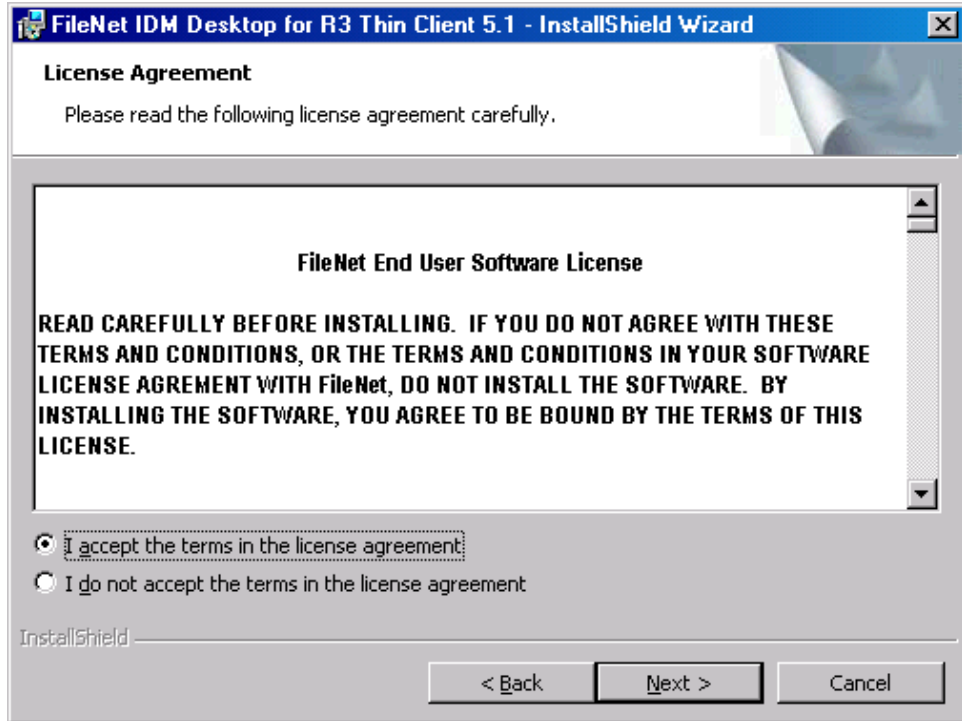 FileNet IDM Desktop for R3 Thin Client 5.1 - InstallShield Wizard
License Agreement
Please read the following license agreement carefully.
FileNet End User Software License
READ CAREFULLY BEFORE INSTALLING.  IF YOU DO NOT AGREE WITH THESE
TERMS AND CONDITIONS, OR THE TERMS AND CONDITIONS IN YOUR SOFTWARE
LICENSE AGREMENT WITH FileNet, DO NOT INSTALL THE SOFTWARE.  BY
INSTALLING THE SOFTWARE, YOU AGREE TO BE BOUND BY THE TERMS OF THIS
LICENSE.
I accept the terms in the license agreement
I do not accept the terms in the license agreement
InstallShield
< Back
Next >
Cancel